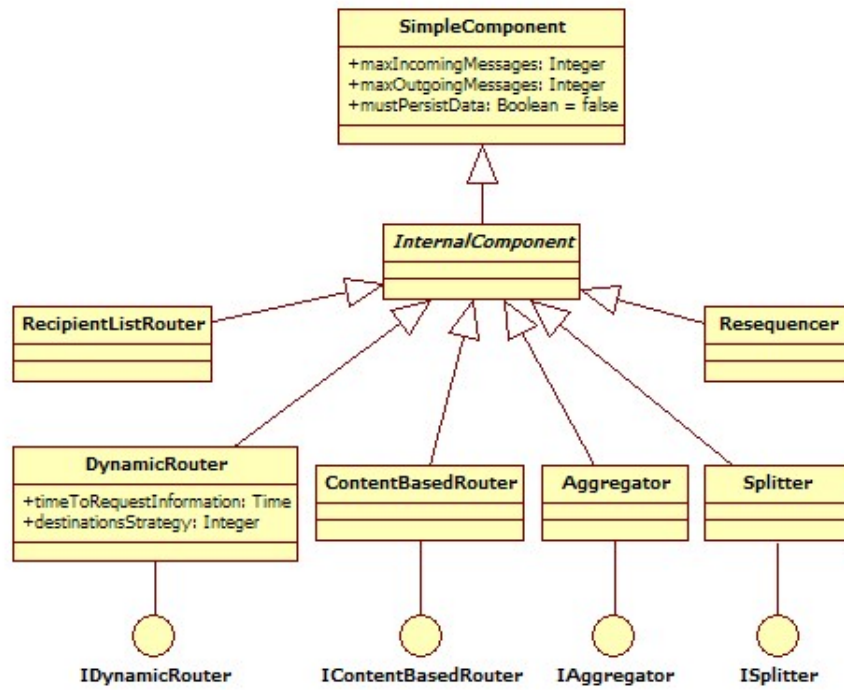 SimpleComponent
+maxIncomingMessages: Integer
+maxOutgoingMessages: Integer
+mustPersistData: Boolean = false
InternalComponent
RecipientListRouter
Resequencer
DynamicRouter
+timeToRequestInformation: Time
+destinationsStrategy: Integer
ContentBasedRouter
Aggregator
Splitter
IDynamicRouter
IContentBasedRouter
IAggregator
ISplitter